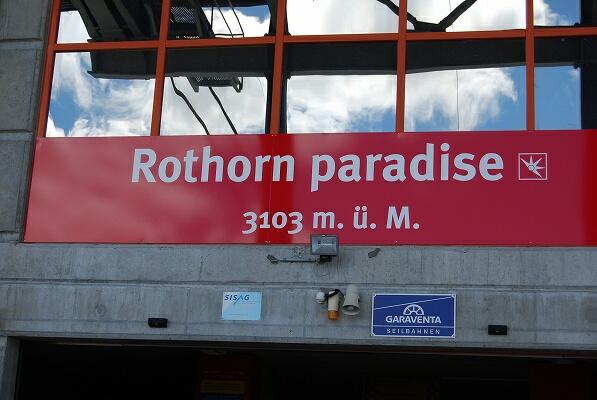 Rothorn paradise
3103 m. ü. M.
SISAG
GARAVENTA
SEILBAHNEN